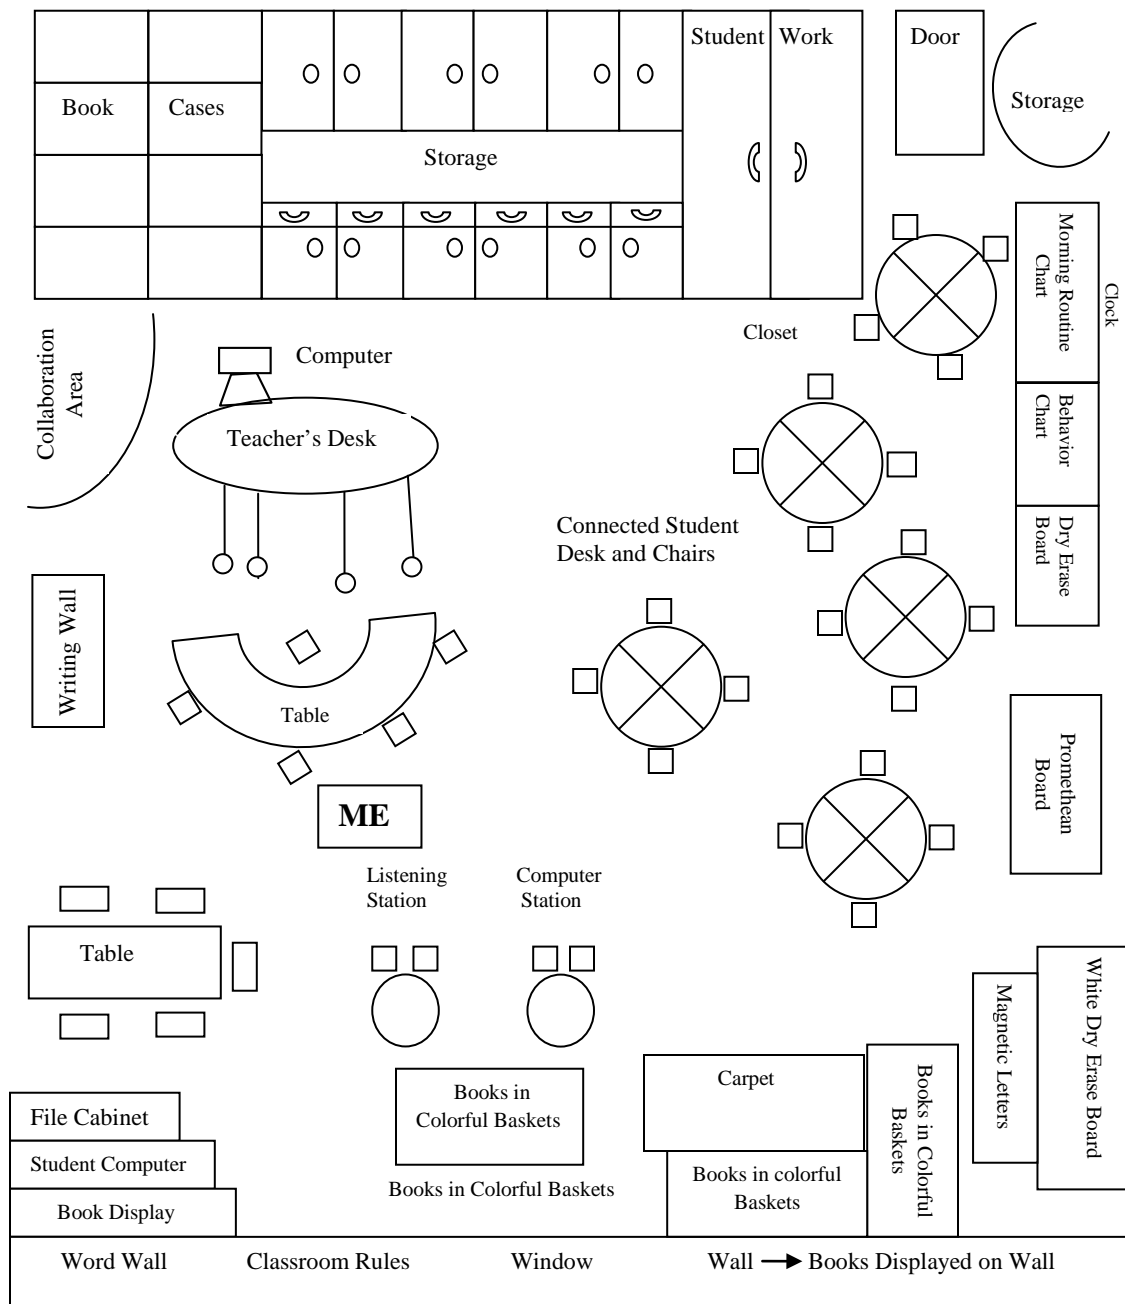 Student Work
Door
Storage
Book Cases
Storage
Morning Routine
Chart
Clock
Closet
Collaboration
Area
Computer
Behavior
Chart
Teacher's Desk
Dry Erase
Board
Connected Student
Desk and Chairs
Writing Wall
Table
Promethean
Board
ME
Listening
Station
Computer
Station
Table
White Dry Erase Board
Magnetic Letters
Books in Colorful
Baskets
Carpet
Books in
Colorful Baskets
File Cabinet
Student Computer
Books in Colorful Baskets
Books in colorful
Baskets
Book Display
Word Wall
Classroom Rules
Window
Wall → Books Displayed on Wall